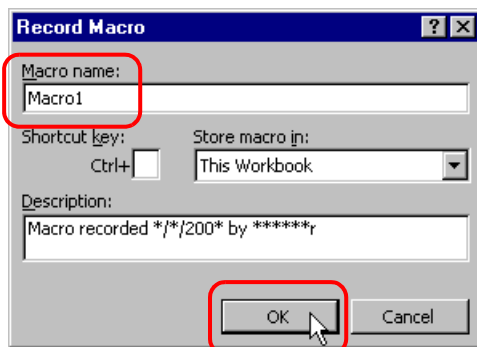 Record Macro
Macro name:
Macro1
Shortcut key:
Store macro in:
Ctrl+
This Workbook
Description:
Macro recorded */*/200* by ******r
OK
Cancel